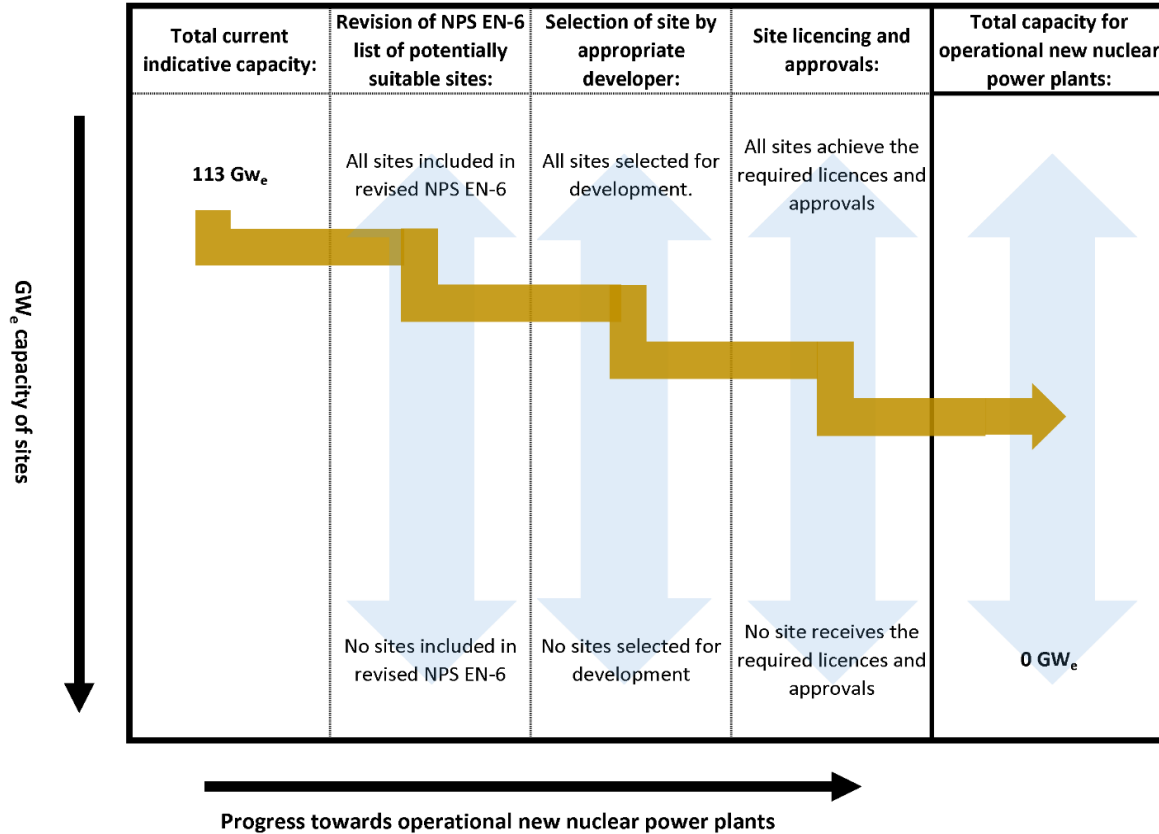 Total current
indicative capacity:
Revision of NPS EN-6
list of potentially
suitable sites:
Selection of site by
appropriate
developer:
Site licencing and
approvals:
Total capacity for
operational new nuclear
power plants:
113 Gwₑ
All sites included in
revised NPS EN-6
All sites selected for
development.
All sites achieve the
required licences and
approvals
GWₑ capacity of sites
No sites included in
revised NPS EN-6
No sites selected for
development
No site receives the
required licences and
approvals
0 GWₑ
Progress towards operational new nuclear power plants